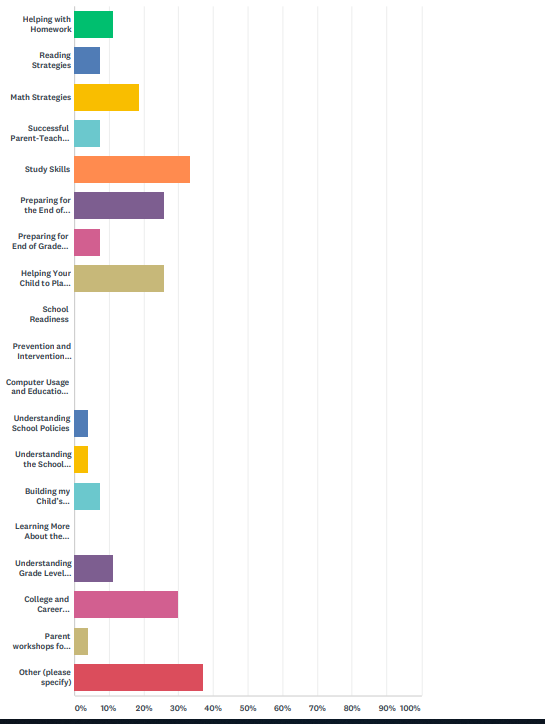 Helping with
Homework
Reading
Strategies
Math Strategies
Successful
Parent-Teach...
Study Skills
Preparing for
the End of...
Preparing for
End of Grade...
Helping Your
Child to Pla...
School
Readiness
Prevention and
Intervention...
Computer Usage
and Educatio...
Understanding
School Policies
Understanding
the School...
Building my
Child's...
Learning More
About the...
Understanding
Grade Level...
College and
Career...
Parent
workshops fo...
Other (please
specify)
0% 10% 20% 30% 40% 50% 60% 70% 80% 90% 100%